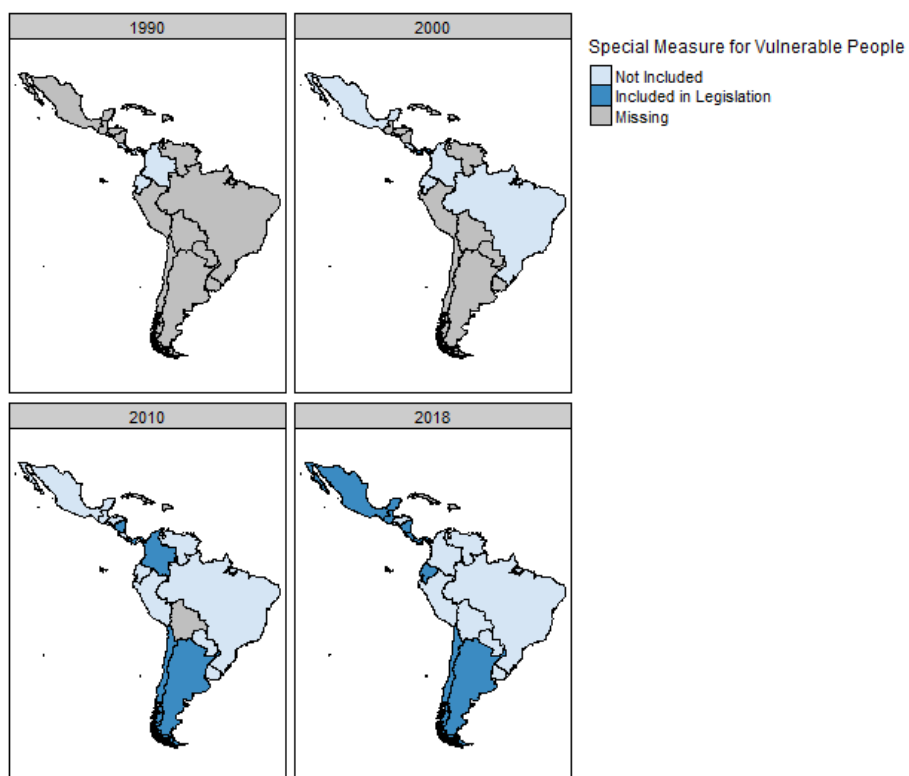 1990
2000
Special Measure for Vulnerable People
Not Included
Included in Legislation
Missing
2010
2018